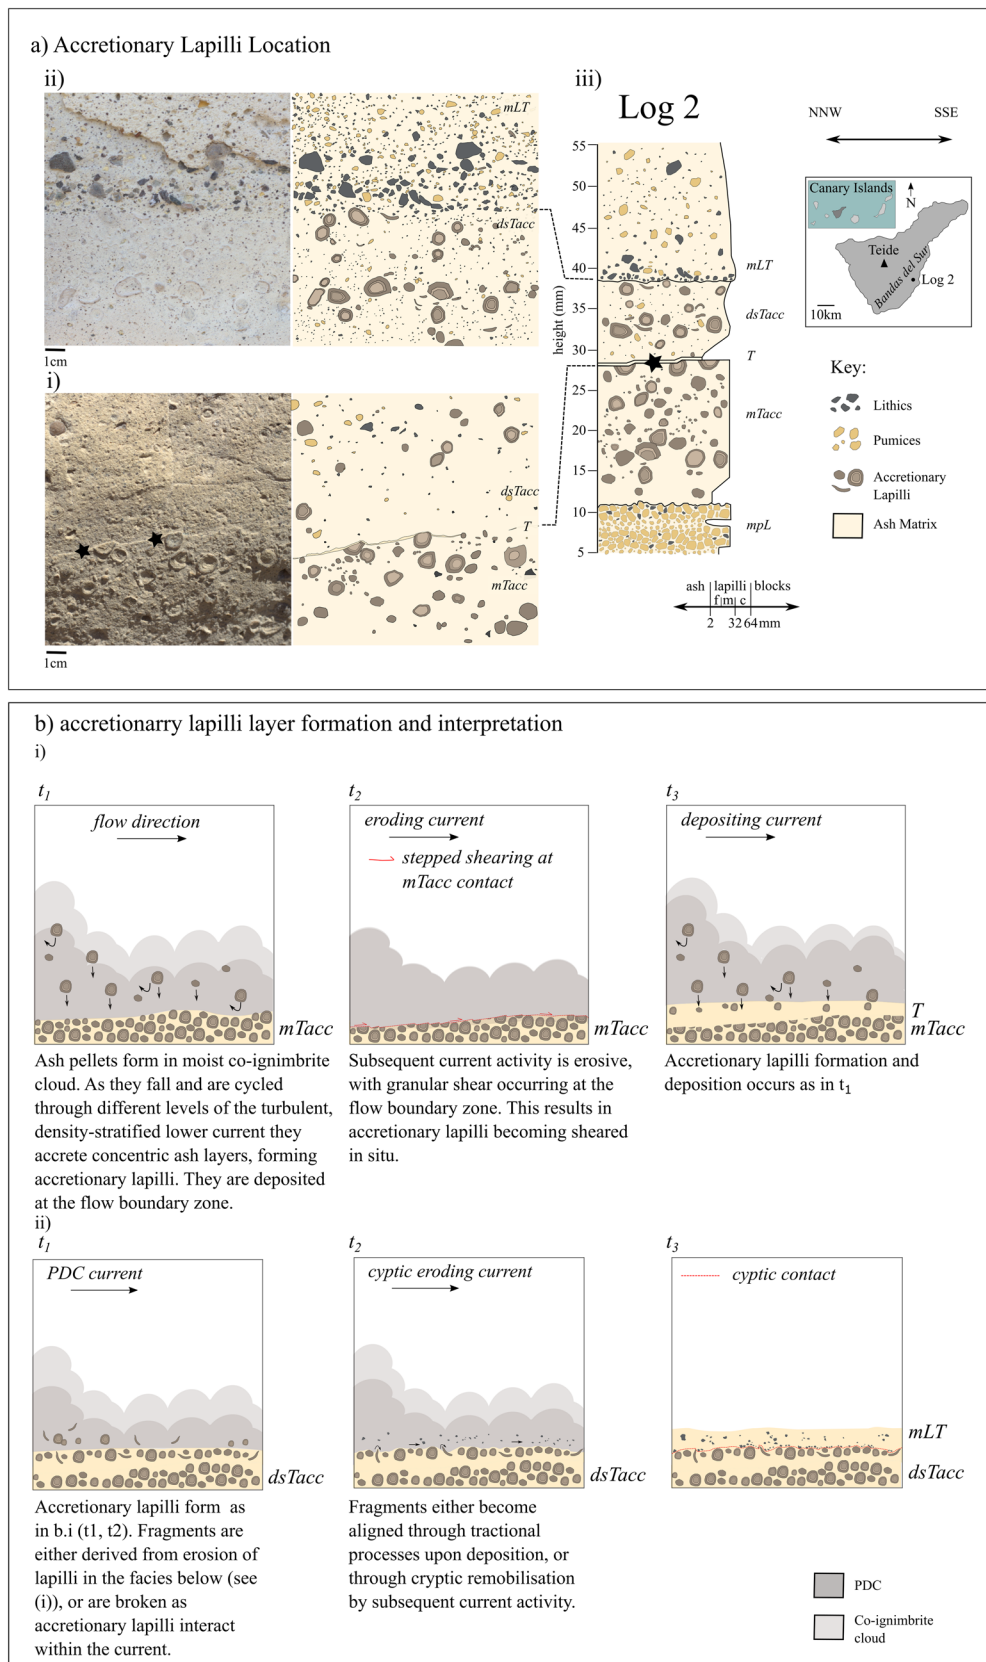 a) Accretionary Lapilli Location
ii)
mLT
dsTacc
1cm
i)
dsTacc
T
mTacc
1cm
iii)
Log 2
height (mm)
55
50
45
40
35
30
25
20
15
10
5
mLT
dsTacc
T
mTacc
mpL
ash
lapilli
blocks
f
m
c
2
32
64
mm
NNW
SSE
Canary Islands
N
Teide
Bandas del Sur
Log 2
10km
Key:
Lithics
Pumices
Accretionary
Lapilli
Ash Matrix
b) accretionarry lapilli layer formation and interpretation
i)
t1
flow direction
mTacc
Ash pellets form in moist co-ignimbrite
cloud. As they fall and are cycled
through different levels of the turbulent,
density-stratified lower current they
accrete concentric ash layers, forming
accretionary lapilli. They are deposited
at the flow boundary zone.
t2
eroding current
stepped shearing at
mTacc contact
mTacc
Subsequent current activity is erosive,
with granular shear occurring at the
flow boundary zone. This results in
accretionary lapilli becoming sheared
in situ.
t3
depositing current
T
mTacc
Accretionary lapilli formation and
deposition occurs as in t1
ii)
t1
PDC current
dsTacc
Accretionary lapilli form as
in b.i (t1, t2). Fragments are
either derived from erosion of
lapilli in the facies below (see
(i)), or are broken as
accretionary lapilli interact
within the current.
t2
cyptic eroding current
dsTacc
Fragments either become
aligned through tractional
processes upon deposition, or
through cryptic remobilisation
by subsequent current activity.
t3
cyptic contact
mLT
dsTacc
PDC
Co-ignimbrite
cloud